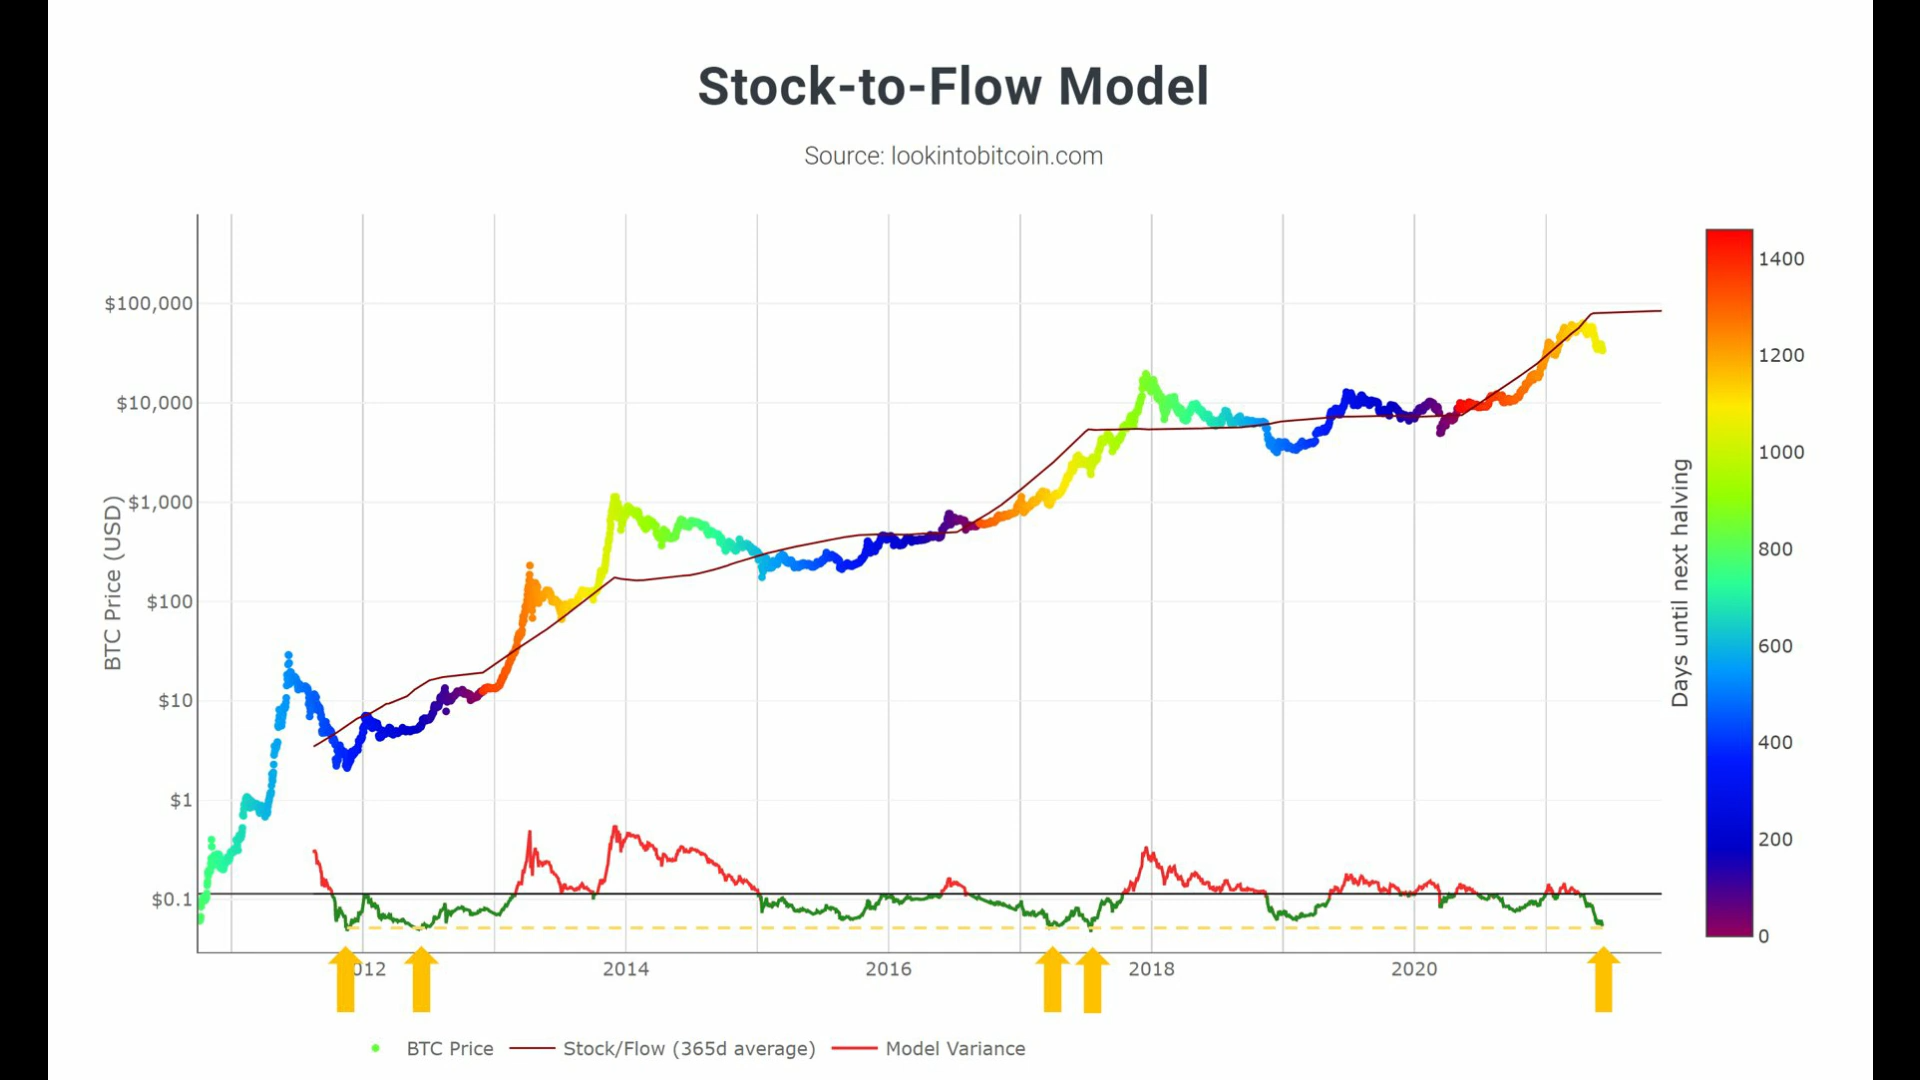 Stock-to-Flow Model
Source: lookintobitcoin.com
BTC Price (USD)
$100,000
$10,000
$1,000
$100
$10
$1
$0.1
012
2014
2016
2018
2020
Days until next halving
1400
1200
1000
800
600
400
200
0
BTC Price
Stock/Flow (365d average)
Model Variance